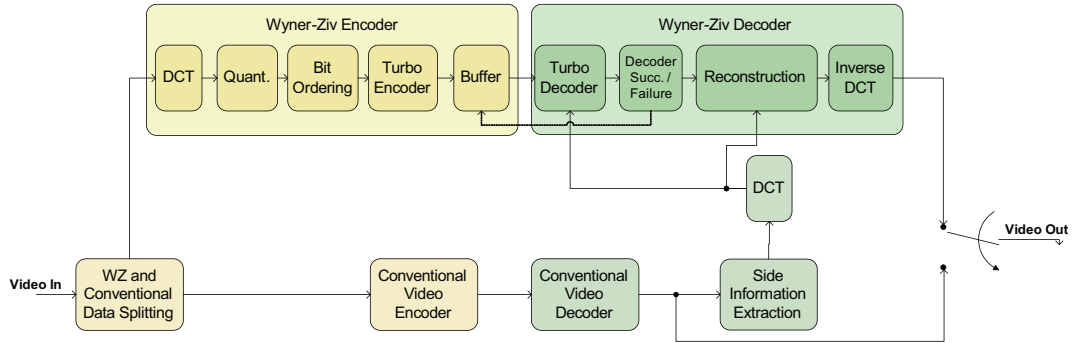 Wyner-Ziv Encoder
Wyner-Ziv Decoder
DCT
Quant.
Bit
Ordering
Turbo
Encoder
Buffer
Turbo
Decoder
Decoder
Succ. /
Failure
Reconstruction
Inverse
DCT
DCT
Video Out
Video In
WZ and
Conventional
Data Splitting
Conventional
Video
Encoder
Conventional
Video
Decoder
Side
Information
Extraction